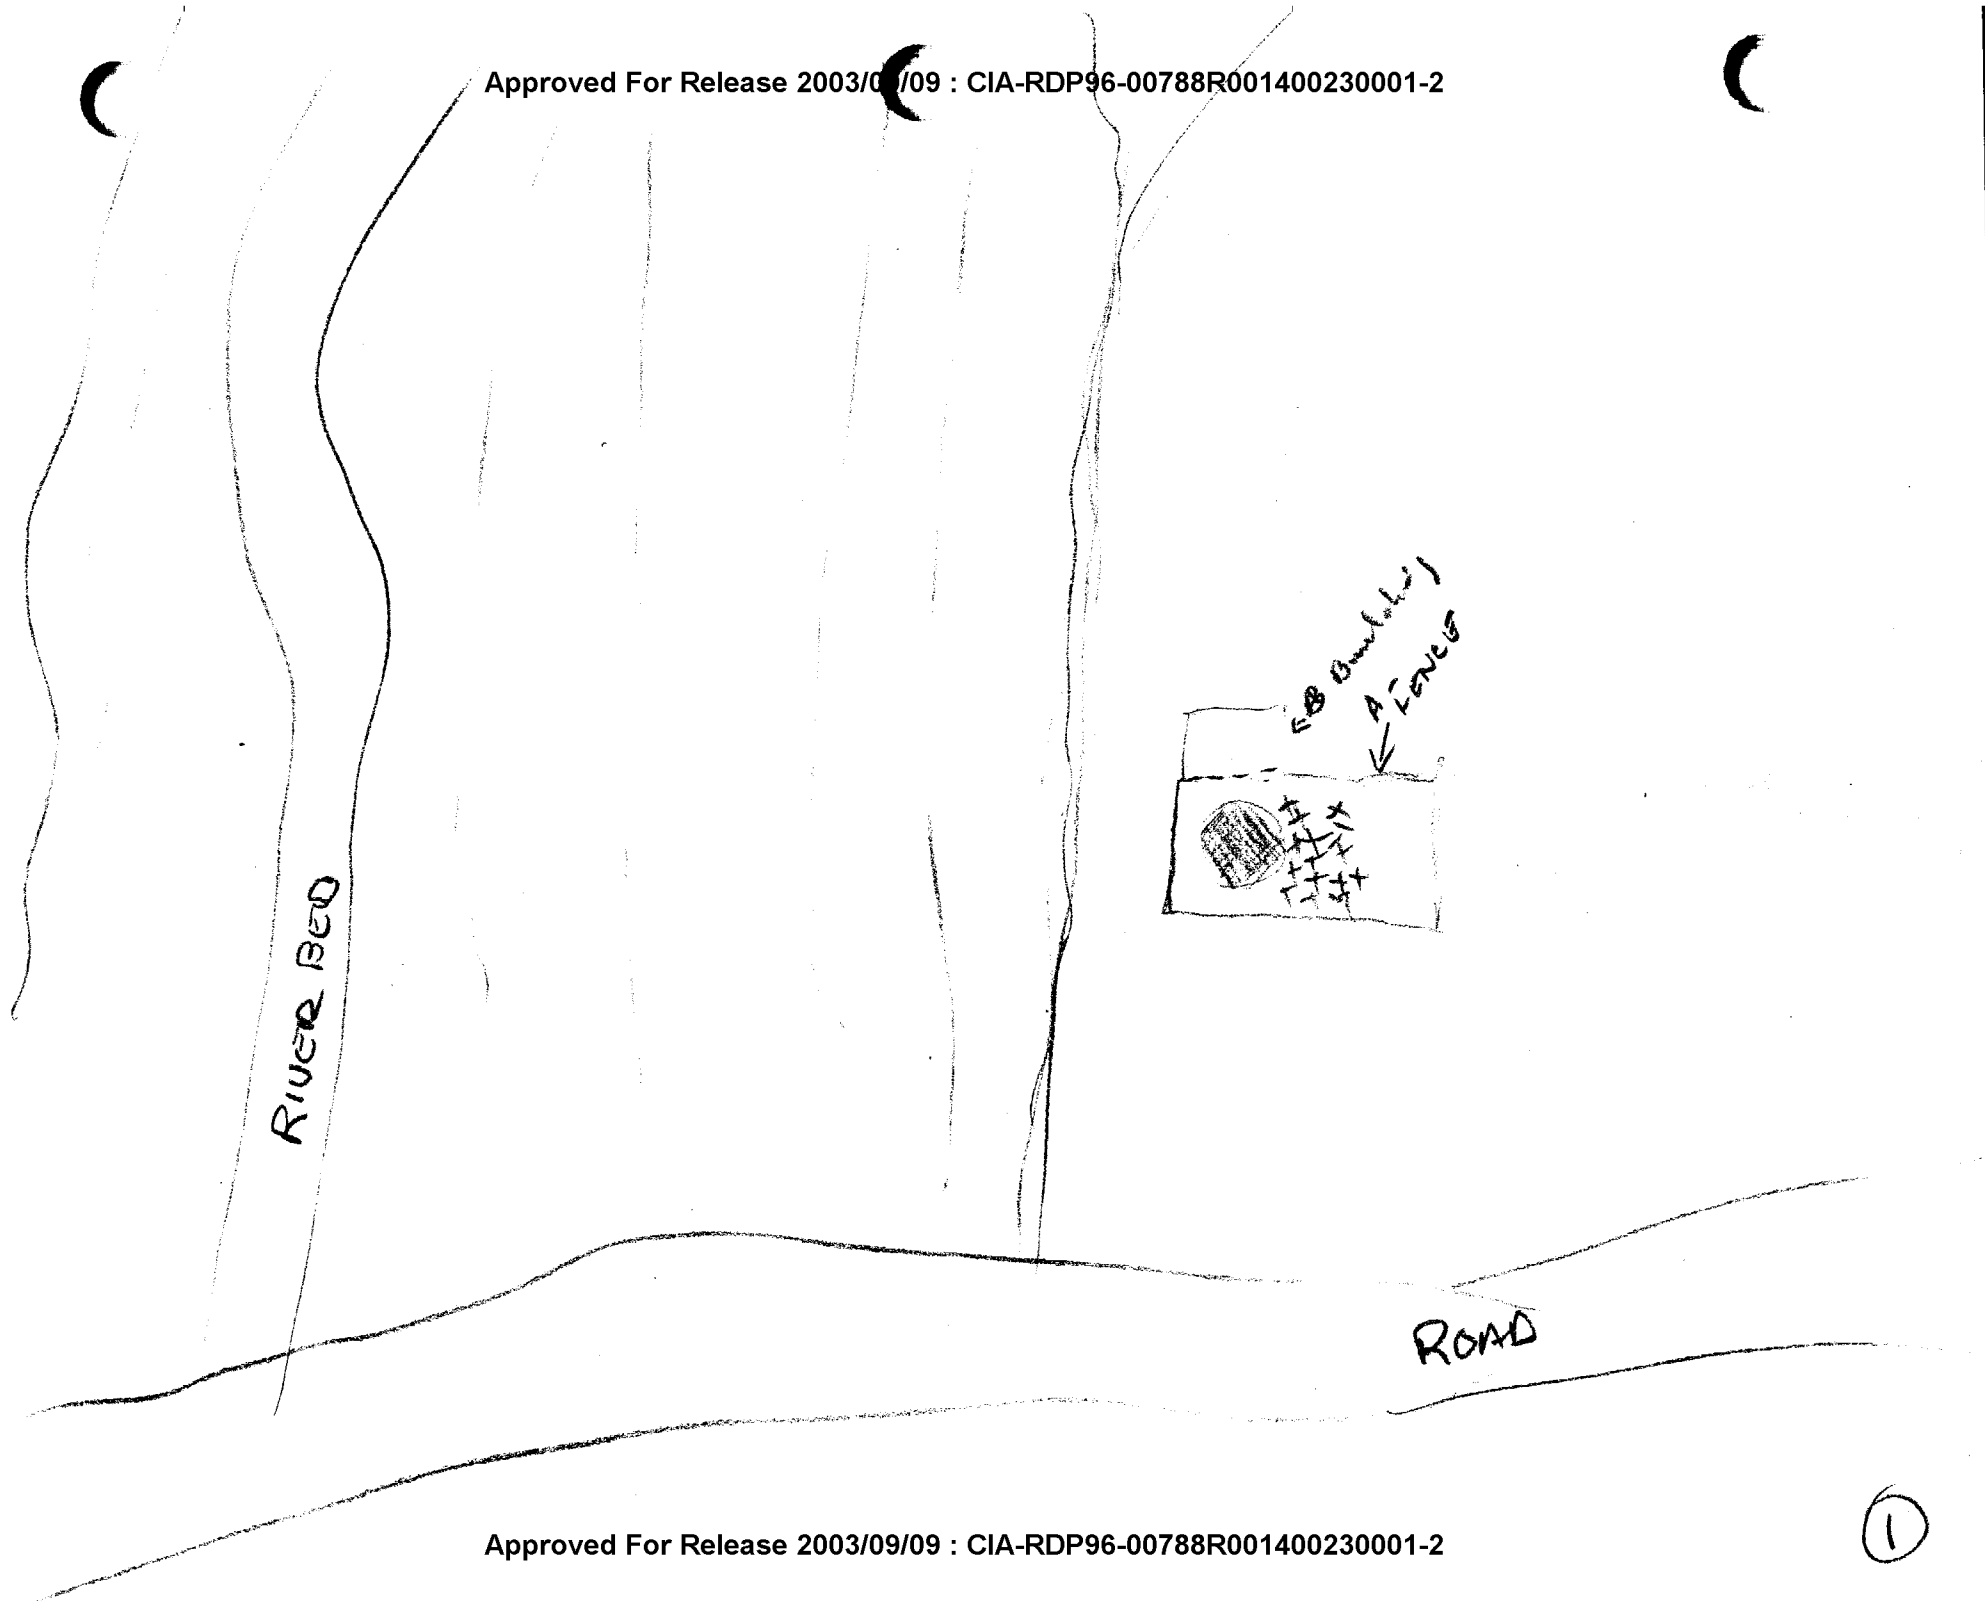 Approved For Release 2003/09/09 : CIA-RDP96-00788R001400230001-2
B Building
A
FENCE
RIVER BED
ROAD
Approved For Release 2003/09/09 : CIA-RDP96-00788R001400230001-2
1